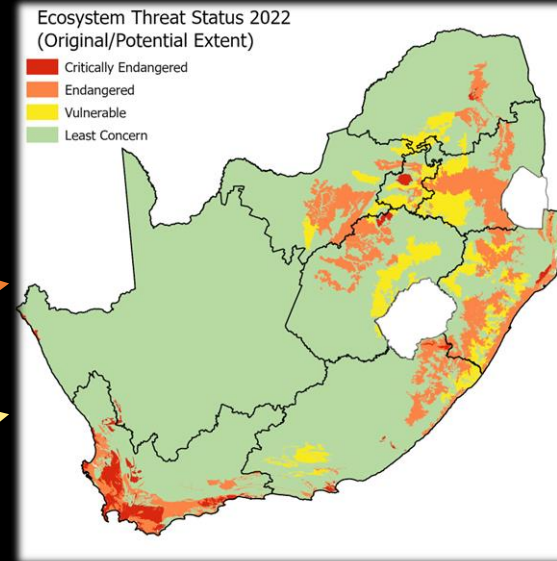 Ecosystem Threat Status 2022
(Original/Potential Extent)
Critically Endangered
Endangered
Vulnerable
Least Concern